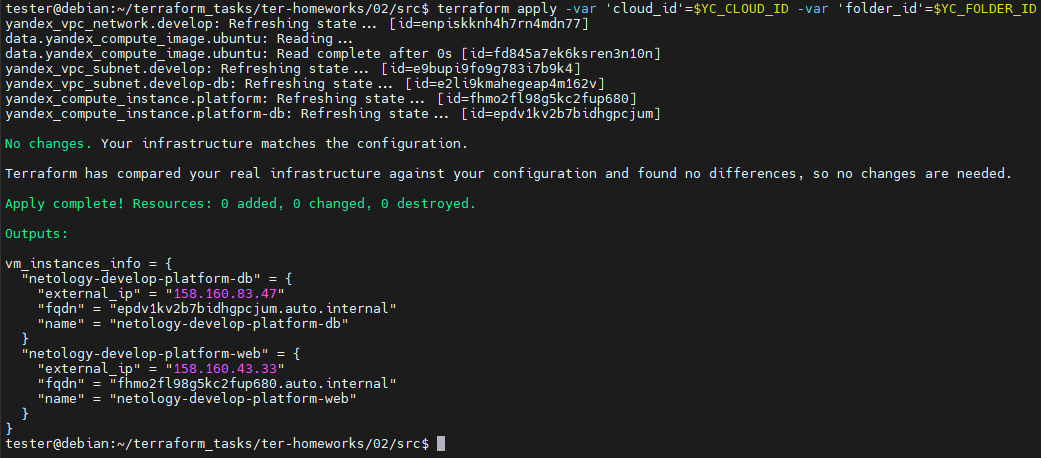 tester@debian:~/terraform_tasks/ter-homeworks/02/src$ terraform apply -var 'cloud_id'=$YC_CLOUD_ID -var 'folder_id'=$YC_FOLDER_ID
yandex_vpc_network.develop: Refreshing state... [id=enpiskknh4h7rn4mdn77]
data.yandex_compute_image.ubuntu: Reading...
data.yandex_compute_image.ubuntu: Read complete after 0s [id=fd845a7ek6ksren3n10n]
yandex_vpc_subnet.develop: Refreshing state... [id=e9bupi9fo9g783i7b9k4]
yandex_vpc_subnet.develop-db: Refreshing state... [id=e2li9kmahegeap4m162v]
yandex_compute_instance.platform: Refreshing state... [id=fhmo2fl98g5kc2fup680]
yandex_compute_instance.platform-db: Refreshing state... [id=epdv1kv2b7bidhgpcjum]
No changes. Your infrastructure matches the configuration.
Terraform has compared your real infrastructure against your configuration and found no differences, so no changes are needed.
Apply complete! Resources: 0 added, 0 changed, 0 destroyed.
Outputs:
vm_instances_info = {
  "netology-develop-platform-db" = {
    "external_ip" = "158.160.83.47"
    "fqdn" = "epdv1kv2b7bidhgpcjum.auto.internal"
    "name" = "netology-develop-platform-db"
  }
  "netology-develop-platform-web" = {
    "external_ip" = "158.160.43.33"
    "fqdn" = "fhmo2fl98g5kc2fup680.auto.internal"
    "name" = "netology-develop-platform-web"
  }
}
tester@debian:~/terraform_tasks/ter-homeworks/02/src$